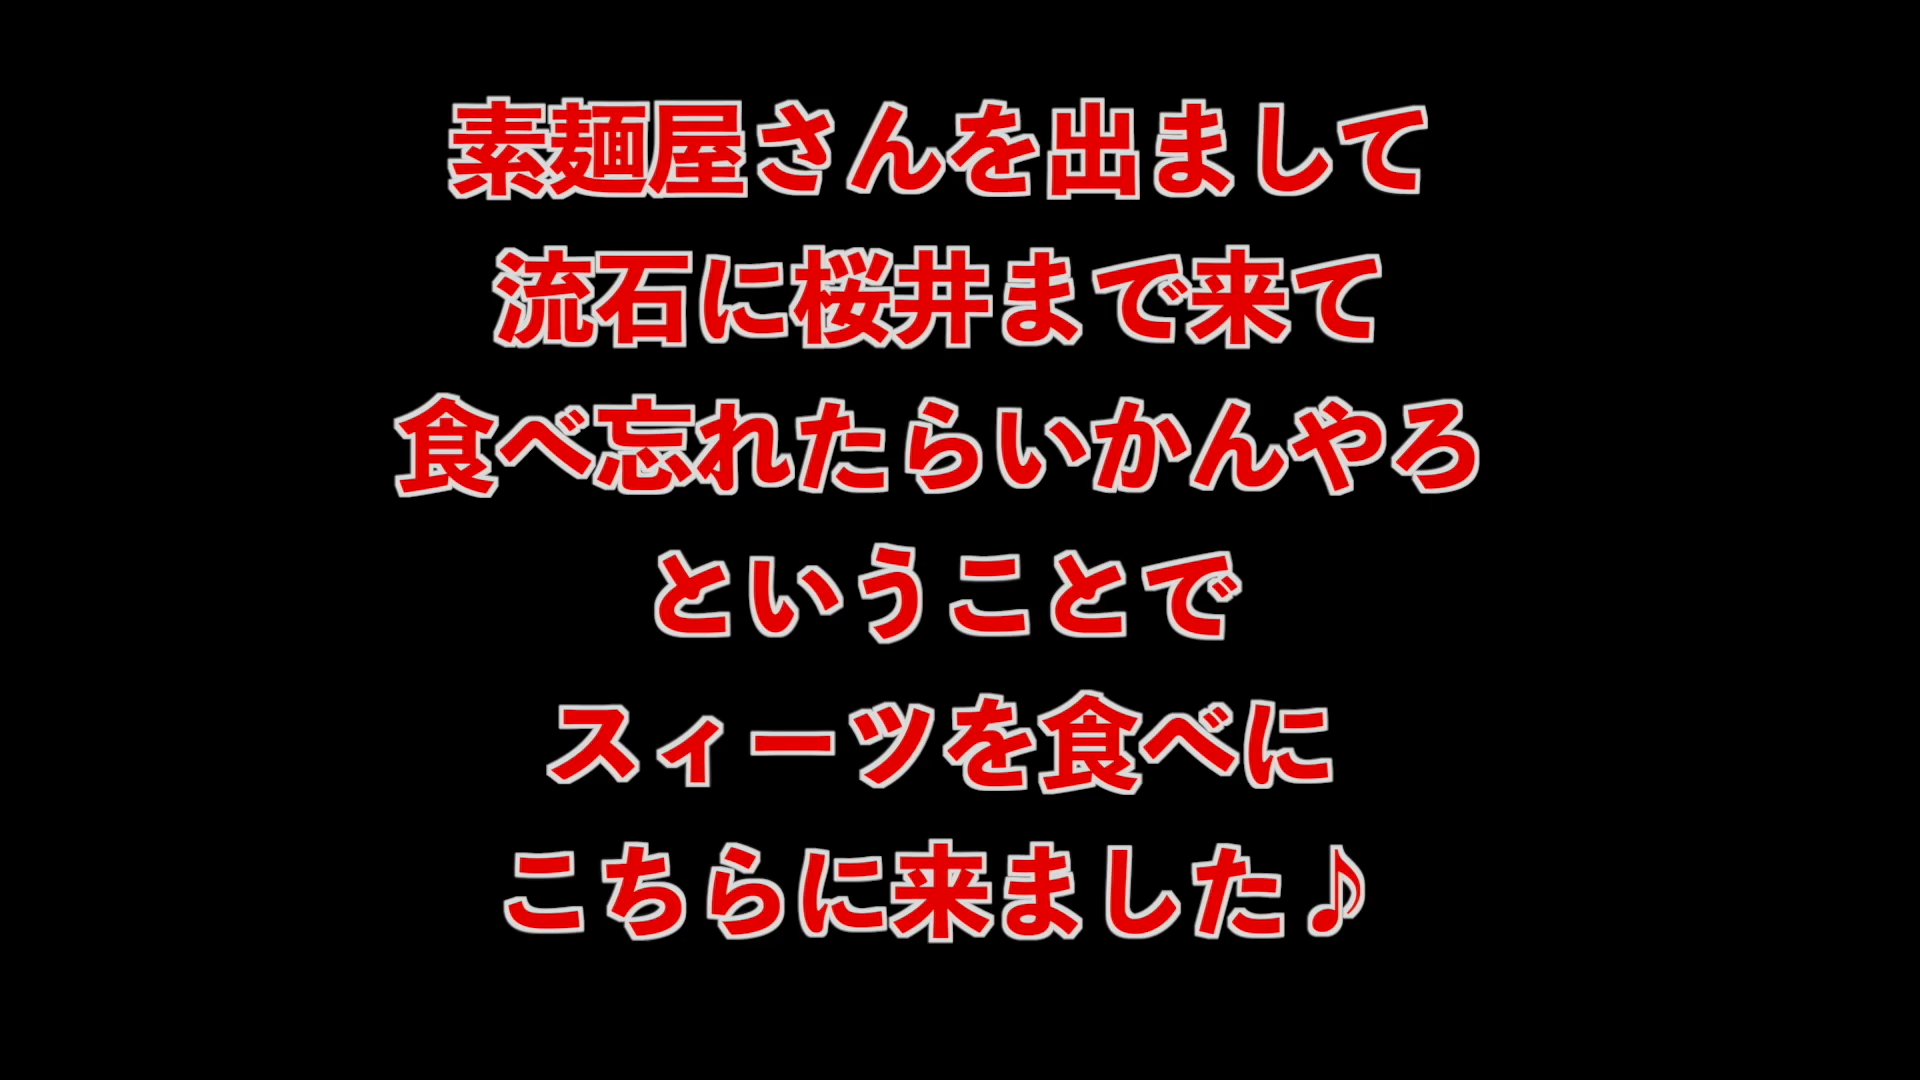 素麺屋さんを出まして
流石に桜井まで来て
食べ忘れたらいかんやろ
ということで
スィーツを食べに
こちらに来ました♪